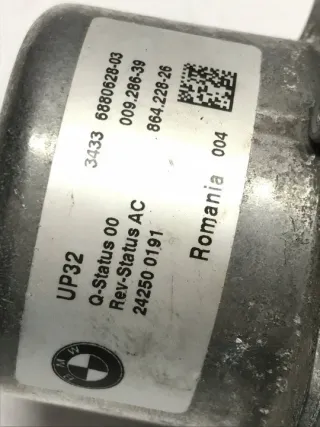 3433 6880628-03
009.286-39
864.228-26
004
UP32
Q-Status 00
Rev-Status AC
24250 0191
Romania
BMW